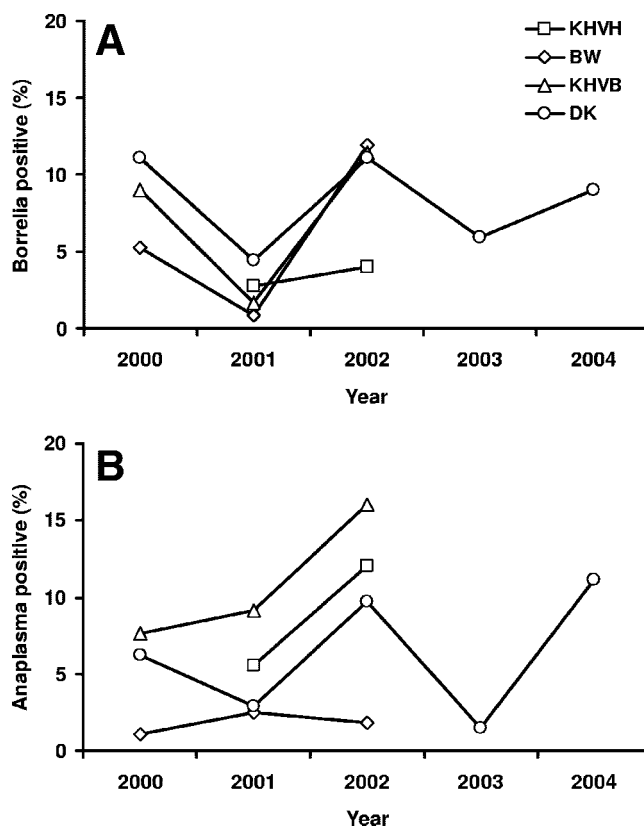 A
20
15
10
5
0
Borrelia positive (%)
KHVH
BW
KHVB
DK
2000 2001 2002 2003 2004
Year
B
20
15
10
5
0
Anaplasma positive (%)
2000 2001 2002 2003 2004
Year